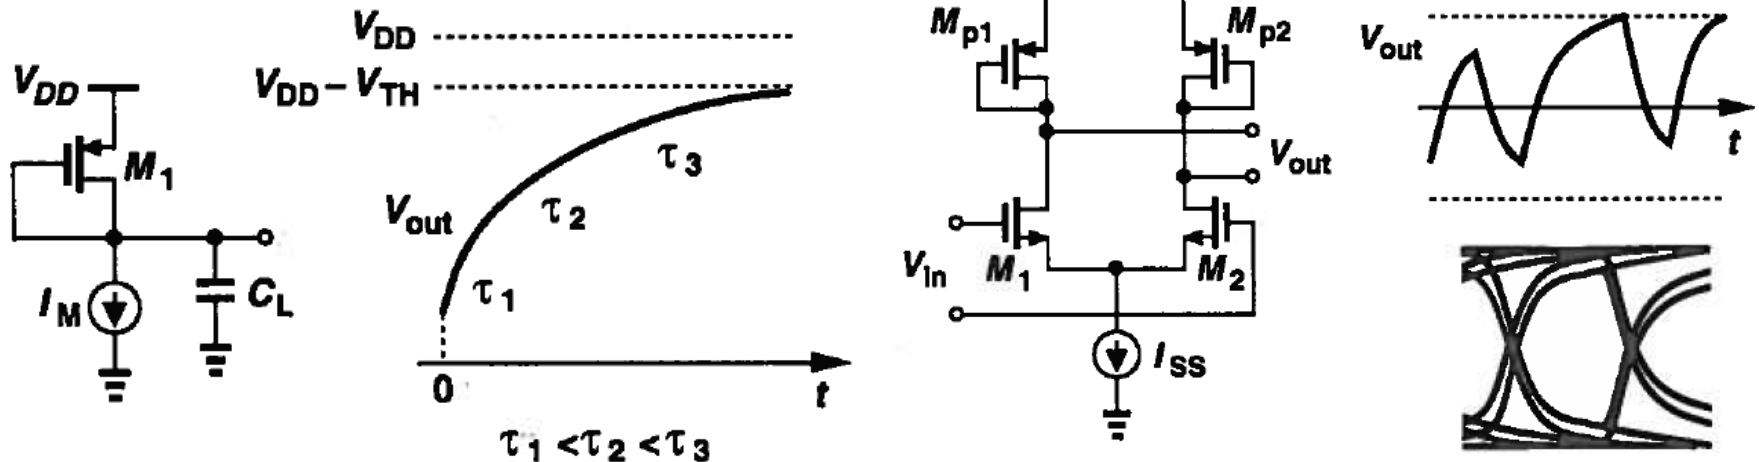 V_DD
M_1
I_M
C_L
V_DD
V_DD − V_TH
V_out
τ_1
τ_2
τ_3
0
t
τ_1 < τ_2 < τ_3
M_p1
M_p2
V_out
V_in
M_1
M_2
I_SS
V_out
t